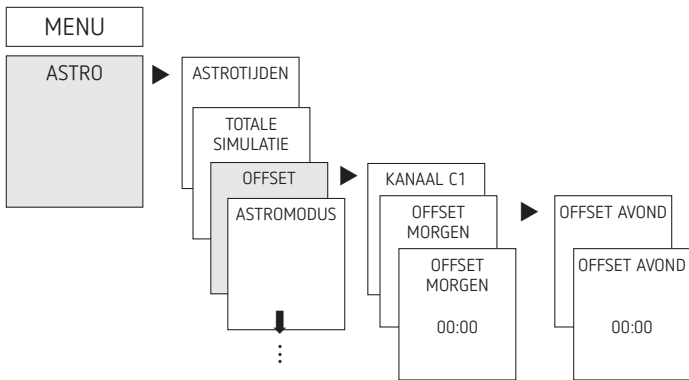 MENU
ASTRO
ASTROTIJDEN
TOTALE
SIMULATIE
OFFSET
ASTROMODUS
KANAAL C1
OFFSET
MORGEN
OFFSET
MORGEN
00:00
OFFSET AVOND
OFFSET AVOND
00:00